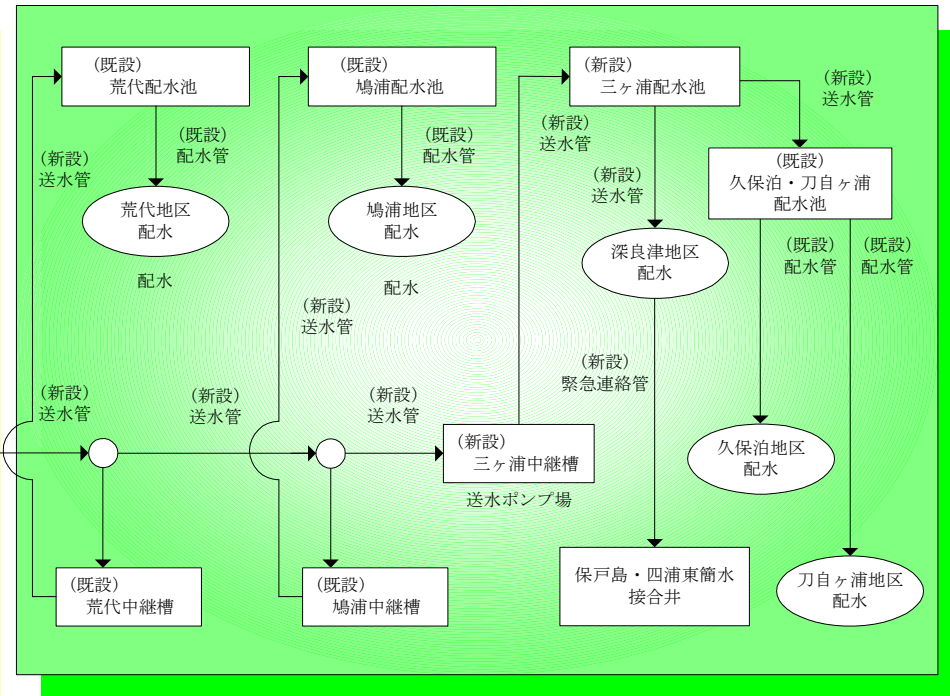 (既設)
荒代配水池
(既設)
鳩浦配水池
(新設)
三ヶ浦配水池
(新設)
送水管
(既設)
配水管
(既設)
配水管
(新設)
送水管
(新設)
送水管
(新設)
送水管
(既設)
久保泊・刀自ヶ浦
配水池
荒代地区
配水
鳩浦地区
配水
深良津地区
配水
(既設)
配水管
(既設)
配水管
配水
配水
(新設)
送水管
(新設)
緊急連絡管
(新設)
送水管
(新設)
送水管
(新設)
送水管
(新設)
三ヶ浦中継槽
送水ポンプ場
久保泊地区
配水
(既設)
荒代中継槽
(既設)
鳩浦中継槽
保戸島・四浦東簡水
接合井
刀自ヶ浦地区
配水